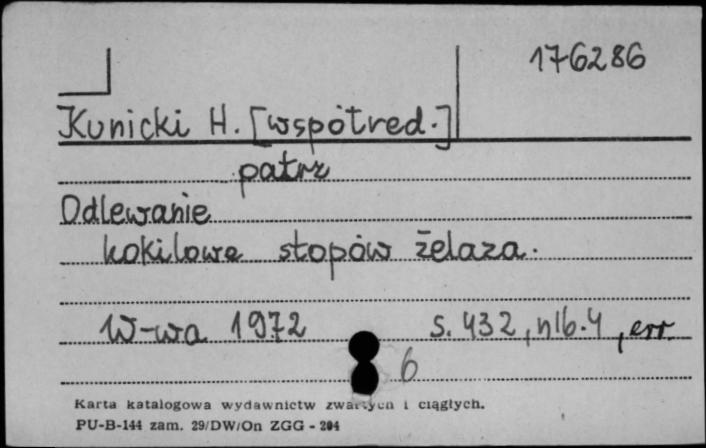 176286
Kunicki H. [współred.]
patrz
Odlewanie
kokilowe stopów żelaza.
W-wa 1972 s. 432, nlb. 4, err.
6
Karta katalogowa wydawnictw zwartych i ciągłych.
PU-B-144 zam. 29/DW/On ZGG - 204